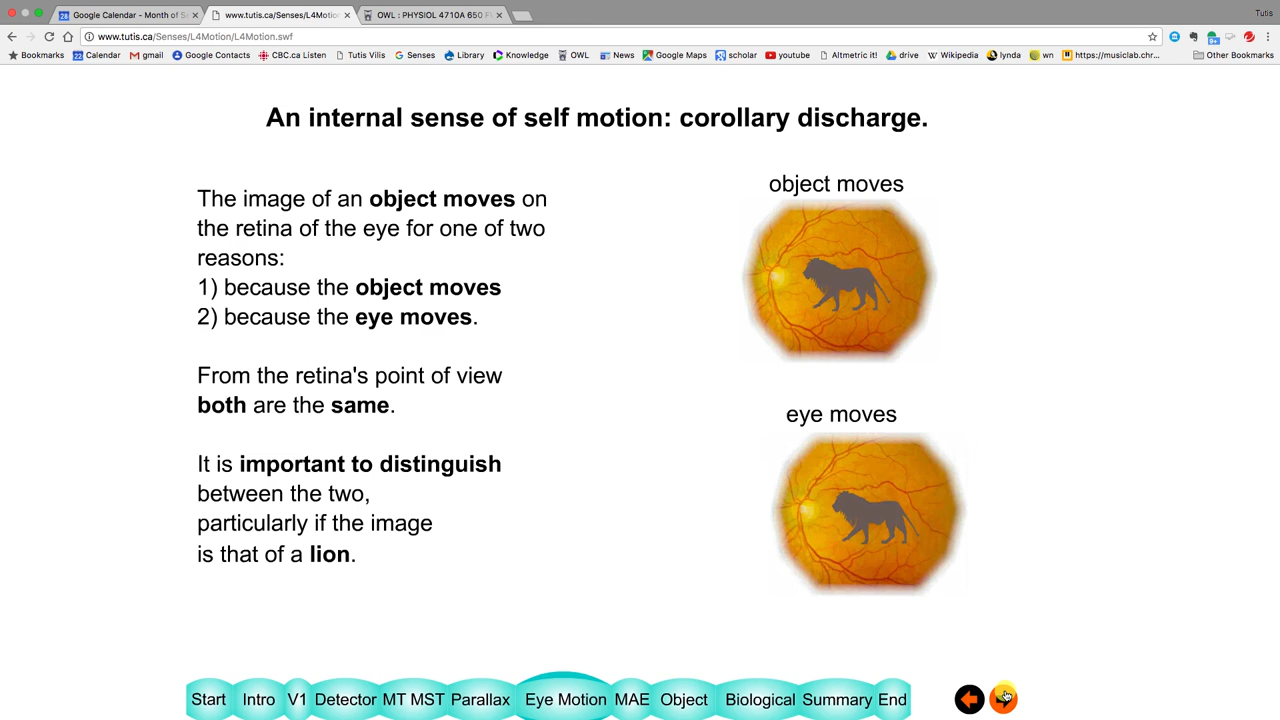 Google Calendar - Month of S
www.tutis.ca/Senses/L4Motio
OWL : PHYSIOL 4710A 650 F
Tutis
www.tutis.ca/Senses/L4Motion/L4Motion.swf
Bookmarks Calendar gmail Google Contacts CBC.ca Listen Tutis Vilis Senses Library Knowledge OWL News Google Maps scholar youtube Altmetric it! drive Wikipedia lynda wn https://musiclab.chr... Other Bookmarks
An internal sense of self motion: corollary discharge.
The image of an object moves on
the retina of the eye for one of two
reasons:
1) because the object moves
2) because the eye moves.
From the retina's point of view
both are the same.
It is important to distinguish
between the two,
particularly if the image
is that of a lion.
object moves
eye moves
Start Intro V1 Detector MT MST Parallax Eye Motion MAE Object Biological Summary End